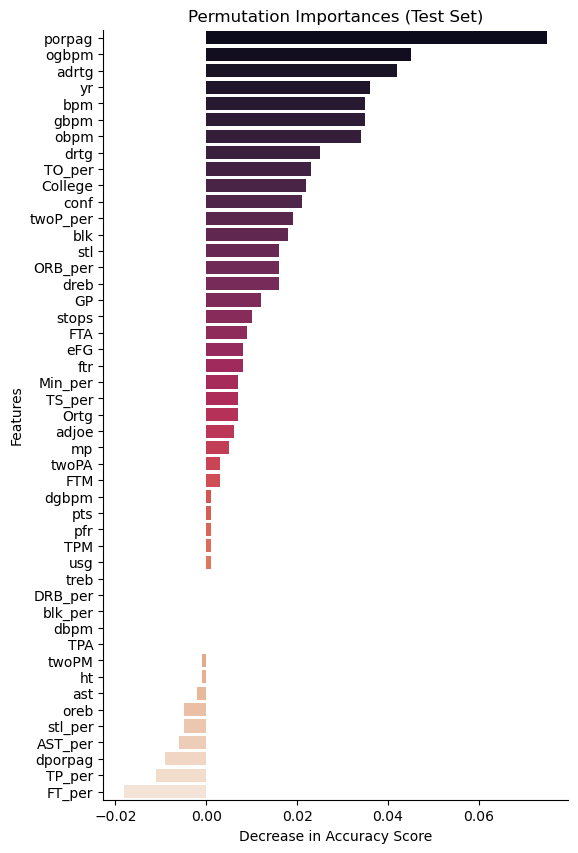 Permutation Importances (Test Set)
porpag
ogbpm
adrtg
yr
bpm
gbpm
obpm
drtg
TO_per
College
conf
twoP_per
blk
stl
ORB_per
dreb
GP
stops
FTA
eFG
ftr
Min_per
TS_per
Ortg
adjoe
mp
twoPA
FTM
dgbpm
pts
pfr
TPM
usg
treb
DRB_per
blk_per
dbpm
TPA
twoPM
ht
ast
oreb
stl_per
AST_per
dporpag
TP_per
FT_per
Features
−0.02 0.00 0.02 0.04 0.06
Decrease in Accuracy Score